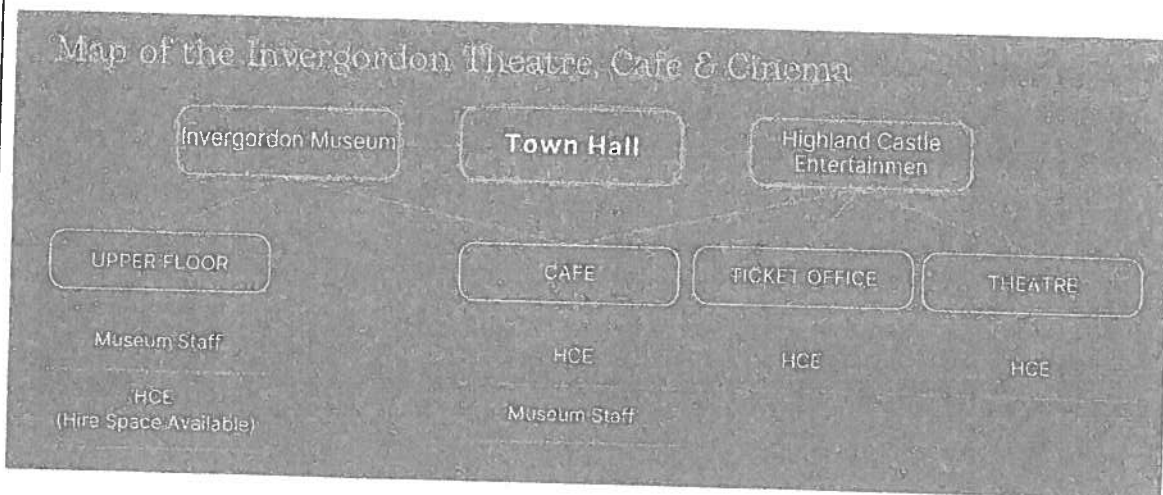 Map of the Invergordon Theatre, Cafe & Cinema
Invergordon Museum
Town Hall
Highland Castle
Entertainmen
UPPER FLOOR
CAFE
TICKET OFFICE
THEATRE
Museum Staff
HCE
HCE
HCE
HCE
(Hire Space Available)
Museum Staff